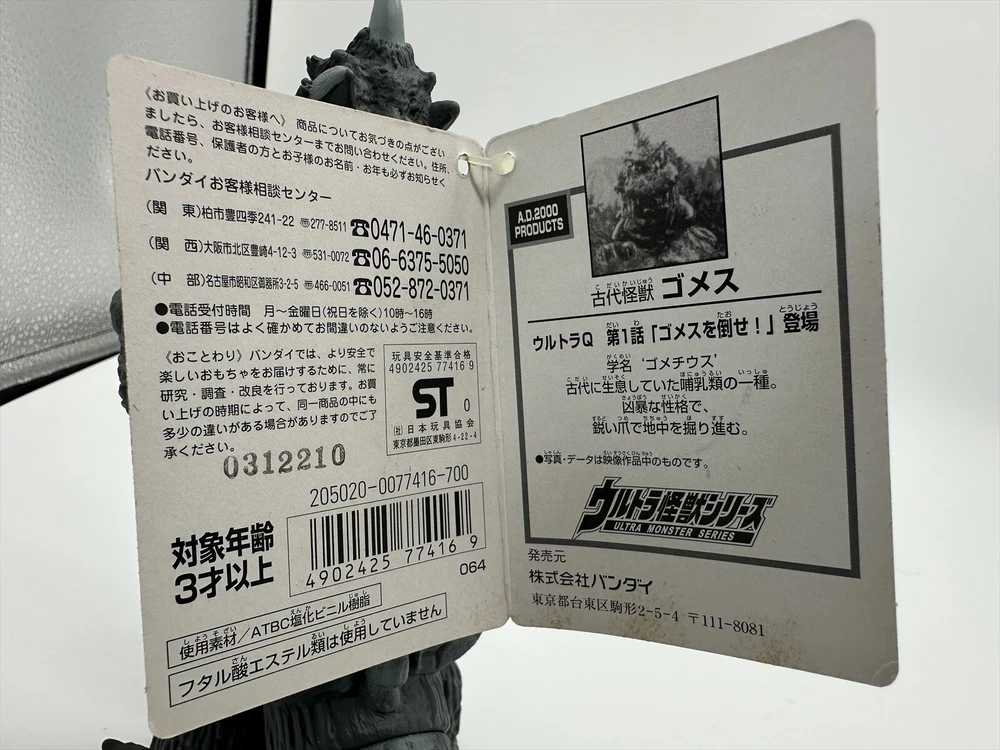 《お買い上げのお客様へ》 商品についてお気づきの点がござい
ましたら、お客様相談センターまでお問い合わせください。住所、
電話番号、保護者の方とお子様のお名前・お年も必ずお知らせく
ださい。
バンダイお客様相談センター
(関 東)柏市豊四季241-22 〠277-8511 ☎0471-46-0371
(関 西)大阪市北区豊崎4-12-3 〠531-0072 ☎06-6375-5050
(中 部)名古屋市昭和区御器所3-2-5 〠466-0051 ☎052-872-0371
●電話受付時間 月〜金曜日(祝日を除く)10時〜16時
●電話番号はよく確かめてお間違いのないようご注意ください。
《おことわり》バンダイでは、より安全で
楽しいおもちゃをお届けするために、常に
研究・調査・改良を行っております。お買
い上げの時期によって、同一商品の中にも
多少の違いがある場合がありますのでご了
承ください。
玩具安全基準合格
4902425 77416 9
ST 0
(社)日本玩具協会
東京都墨田区東駒形4-22-4
0312210
205020-0077416-700
対象年齢
3才以上
4902425 774169
064
使用素材/ATBC塩化ビニル樹脂
フタル酸エステル類は使用していません
A.D.2000
PRODUCTS
古代怪獣 ゴメス
ウルトラQ 第1話「ゴメスを倒せ!」登場
学名 'ゴメチウス'
古代に生息していた哺乳類の一種。
凶暴な性格で、
鋭い爪で地中を掘り進む。
●写真・データは映像作品中のものです。
ウルトラ怪獣シリーズ
ULTRA MONSTER SERIES
発売元
株式会社バンダイ
東京都台東区駒形2-5-4 〒111-8081